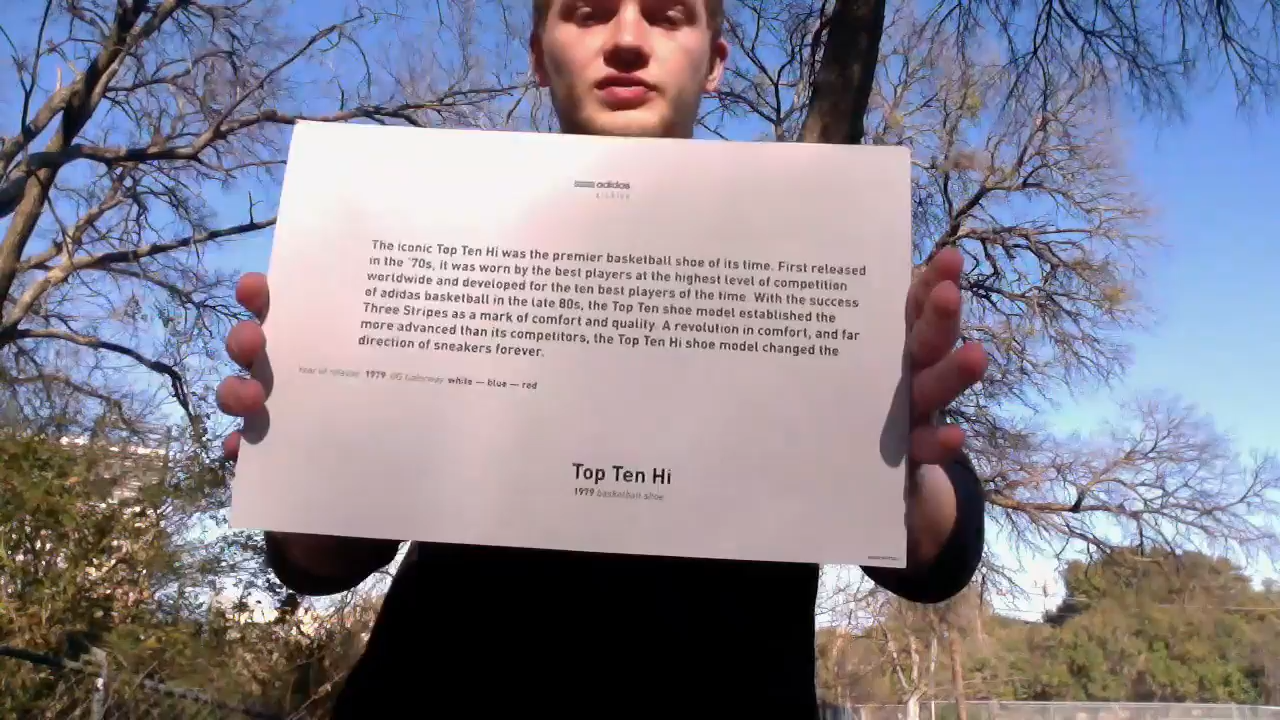 adidas
The iconic Top Ten Hi was the premier basketball shoe of its time. First released
in the '70s, it was worn by the best players at the highest level of competition
worldwide and developed for the ten best players of the time. With the success
of adidas basketball in the late 80s, the Top Ten shoe model established the
Three Stripes as a mark of comfort and quality. A revolution in comfort, and far
more advanced than its competitors, the Top Ten Hi shoe model changed the
direction of sneakers forever.
Year of release 1979 OG Colorway white — blue — red
Top Ten Hi
1979 basketball shoe